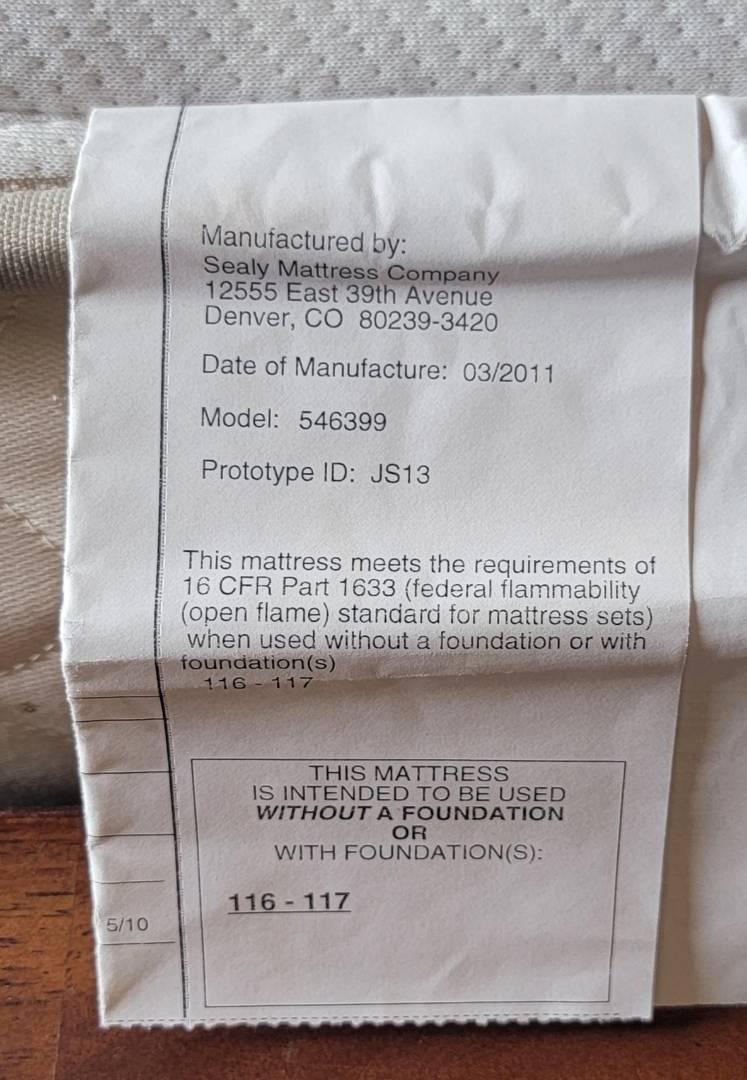 Manufactured by:
Sealy Mattress Company
12555 East 39th Avenue
Denver, CO 80239-3420
Date of Manufacture: 03/2011
Model: 546399
Prototype ID: JS13
This mattress meets the requirements of
16 CFR Part 1633 (federal flammability
(open flame) standard for mattress sets)
when used without a foundation or with
foundation(s)
116 - 117
THIS MATTRESS
IS INTENDED TO BE USED
WITHOUT A FOUNDATION
OR
WITH FOUNDATION(S):
116 - 117
5/10